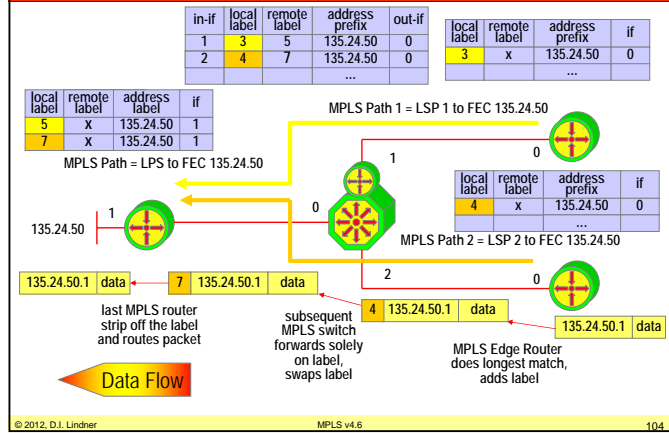 in-if local label remote label address prefix out-if
1 3 5 135.24.50 0
2 4 7 135.24.50 0
...
local label remote label address prefix if
3 x 135.24.50 0
...
local label remote label address label if
5 x 135.24.50 1
7 x 135.24.50 1
MPLS Path 1 = LSP 1 to FEC 135.24.50
MPLS Path = LPS to FEC 135.24.50
1
0
local label remote label address prefix if
4 x 135.24.50 0
...
135.24.50
1
0
MPLS Path 2 = LSP 2 to FEC 135.24.50
2
0
135.24.50.1 data
7 135.24.50.1 data
4 135.24.50.1 data
135.24.50.1 data
last MPLS router
strip off the label
and routes packet
subsequent
MPLS switch
forwards solely
on label,
swaps label
MPLS Edge Router
does longest match,
adds label
Data Flow
© 2012, D.I. Lindner
MPLS v4.6
104